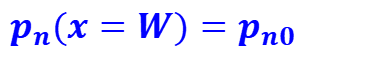 pₙ(x = W) = pₙ₀